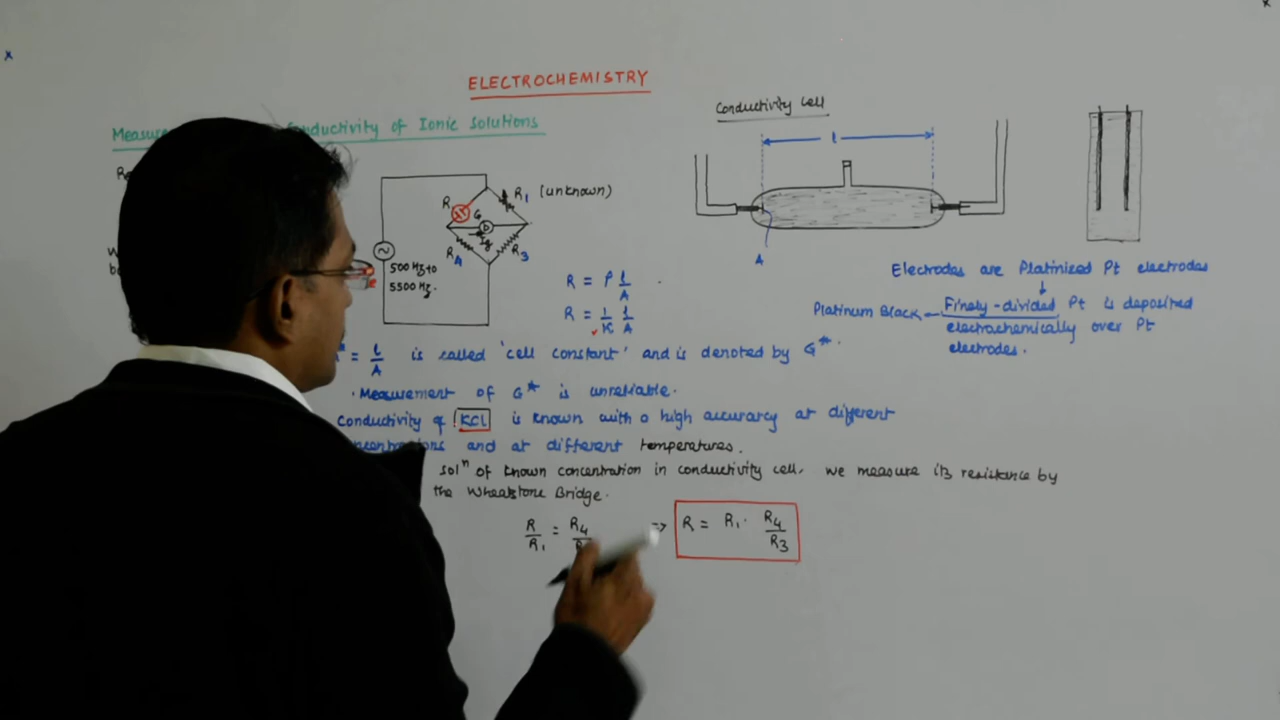 ELECTROCHEMISTRY
Conductivity Cell
of Ionic Solutions
l
R
R1 (unknown)
G
D
Ig
R4
R3
~
500 Hz to
5500 Hz.
A
R = ρ l/A
R = 1/K l/A
Electrodes are Platinized Pt electrodes
Platinum Black Finely-divided Pt is deposited
electrochemically over Pt
electrodes.
= l/A is called 'cell constant' and is denoted by G*.
Measurement of G* is unreliable.
Conductivity of KCl is known with a high accuracy at different
and at different temperatures.
solⁿ of known concentration in conductivity cell, we measure its resistance by
the Wheatstone Bridge.
R/R1 = R4/ => R = R1 · R4/R3